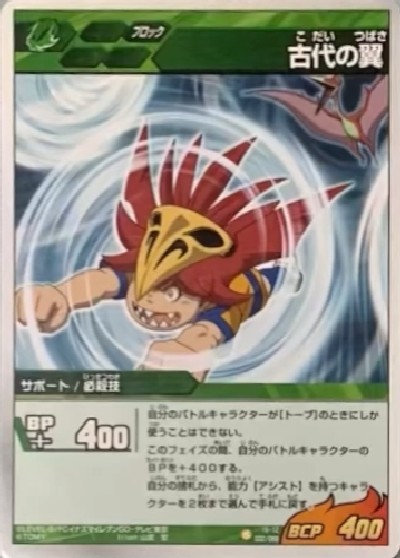 ブロック
こだい つばさ
古代の翼
サポート / 必殺技
BP
+
400
自分のバトルキャラクターが[トーブ]のときにしか
使うことはできない。
このフェイズの間、自分のバトルキャラクターの
BPを+400する。
自分の捨札から、能力【アシスト】を持つキャラ
クターを2枚まで選んで手札に戻す。
BCP 400